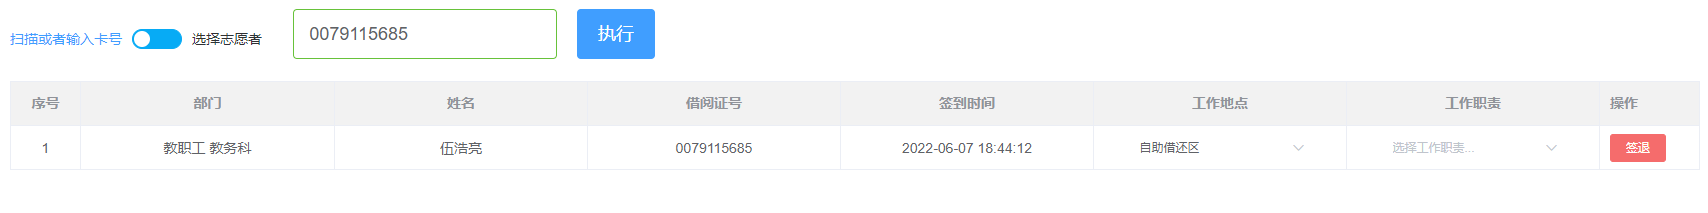 扫描或者输入卡号 选择志愿者 0079115685 执行
序号 部门 姓名 借阅证号 签到时间 工作地点 工作职责 操作
1 教职工 教务科 伍浩亮 0079115685 2022-06-07 18:44:12 自助借还区 选择工作职责... 签退